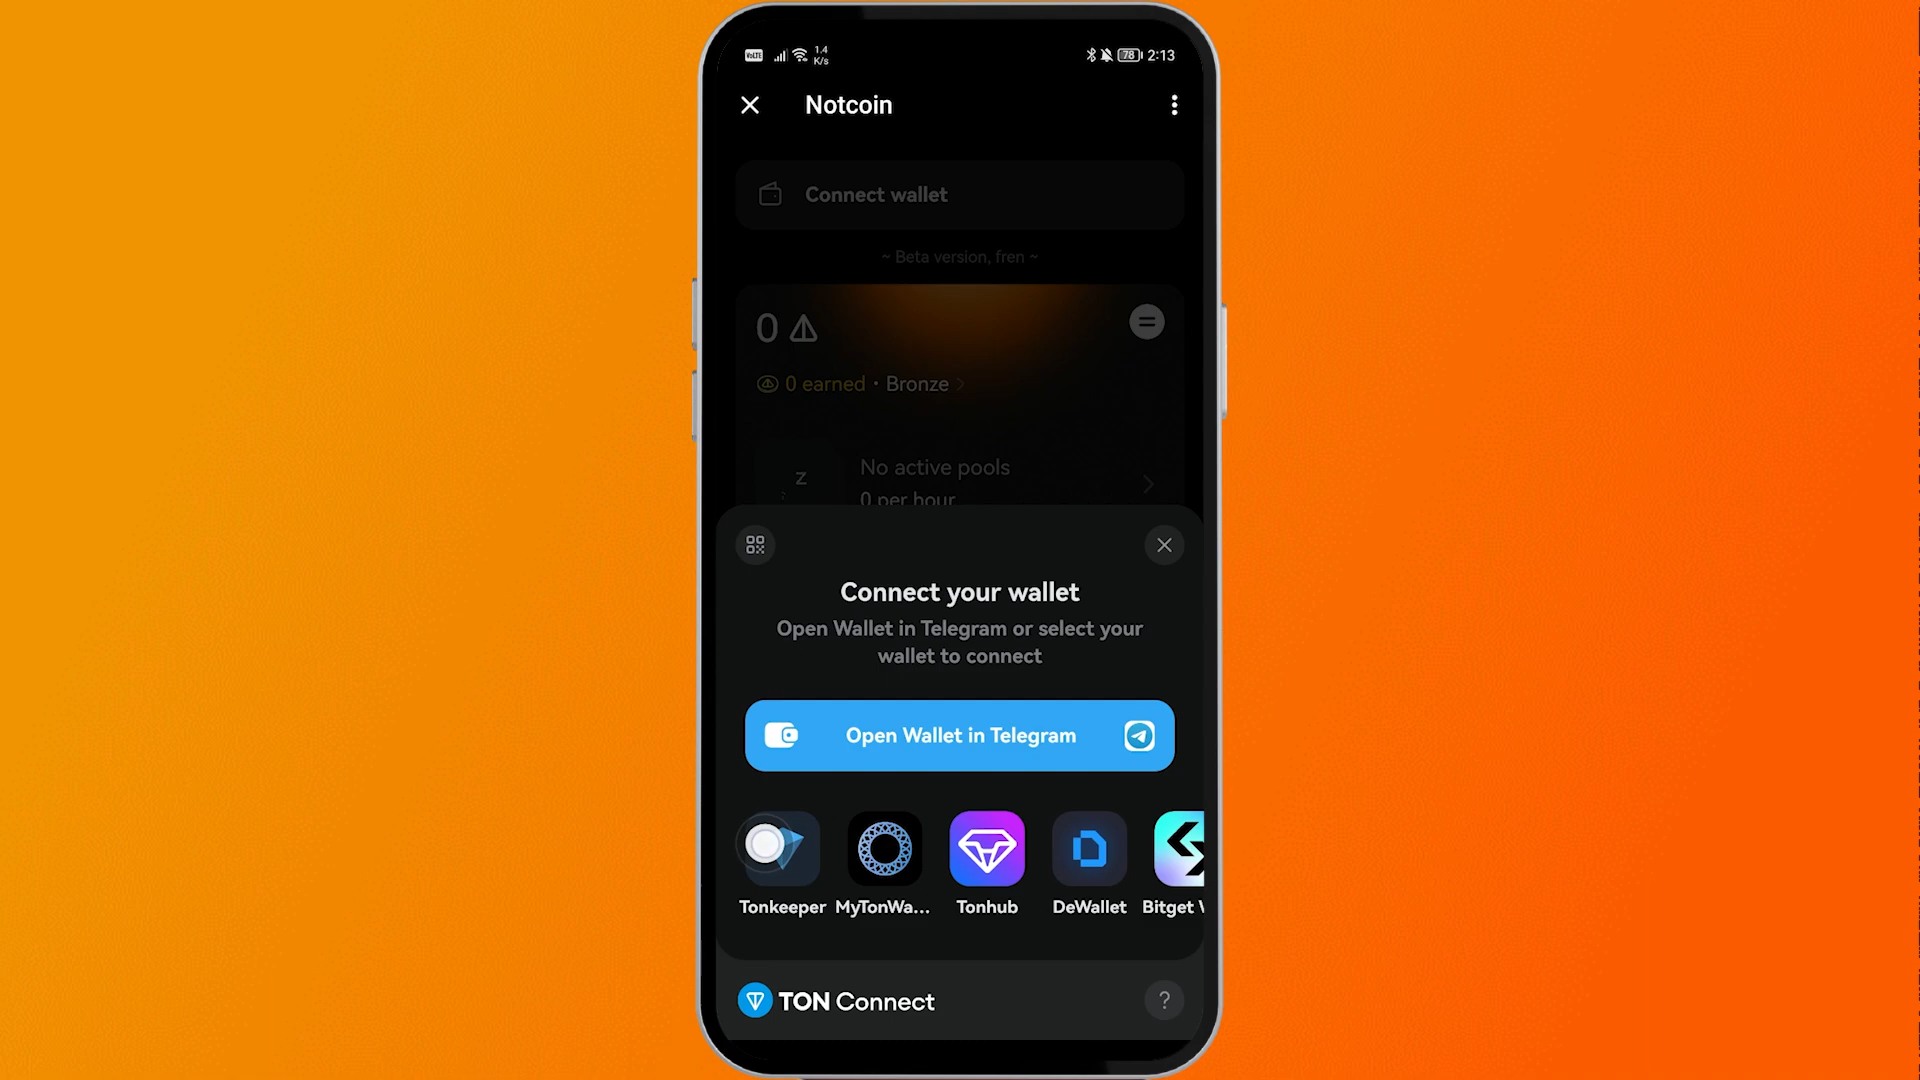 VoLTE 1.4 K/s 78 2:13
Notcoin
Connect wallet
~ Beta version, fren ~
0
0 earned · Bronze
z
No active pools
0 per hour
Connect your wallet
Open Wallet in Telegram or select your
wallet to connect
Open Wallet in Telegram
Tonkeeper MyTonWa... Tonhub DeWallet Bitget
TON Connect
?